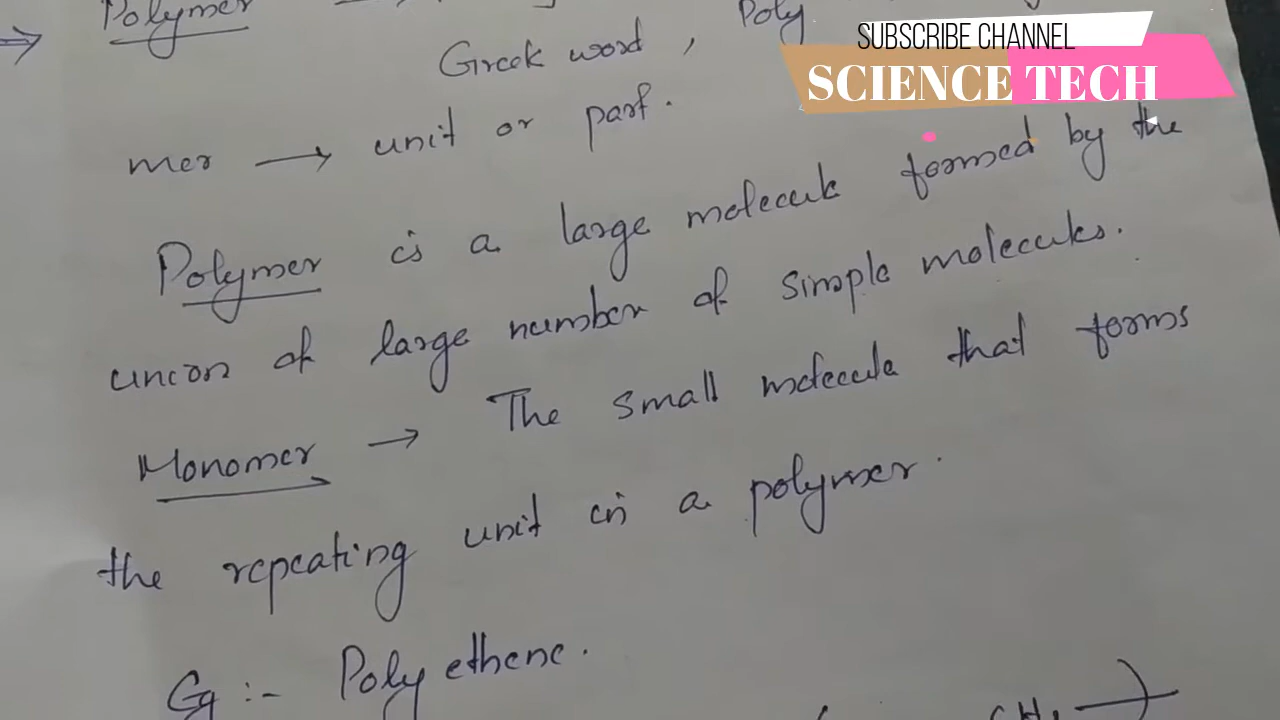 ⇒ Polymer
Greek word, Poly
SUBSCRIBE CHANNEL
SCIENCE TECH
mer → unit or part.
Polymer is a large molecule formed by the
union of large number of simple molecules.
Monomer → The small molecule that forms
the repeating unit in a polymer.
Eg :- Polyethene.
CH₂